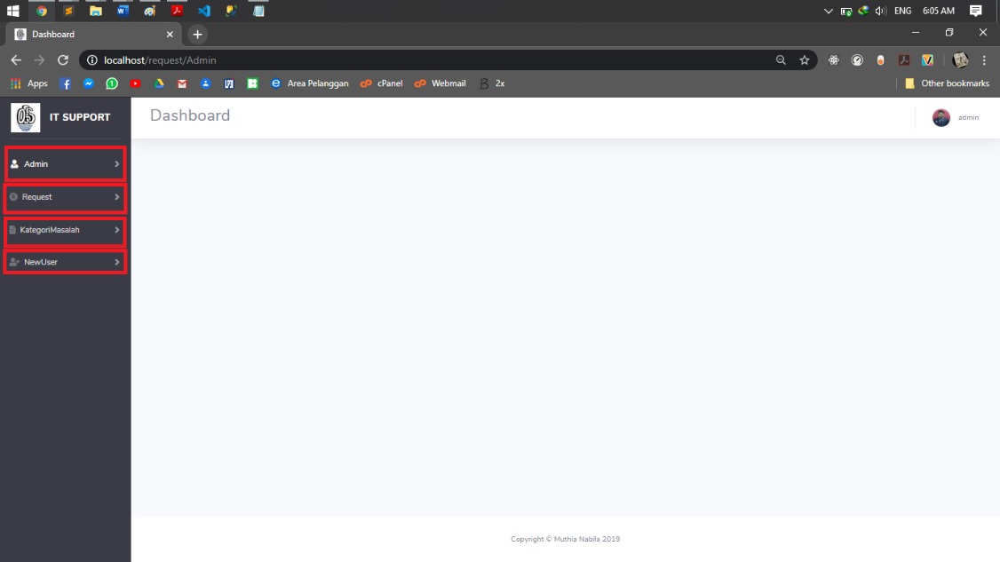 ENG 6:05 AM
Dashboard
localhost/request/Admin
Apps Area Pelanggan cPanel Webmail 2x Other bookmarks
IT SUPPORT
Dashboard
admin
Admin
Request
KategoriMasalah
NewUser
Copyright © Muthia Nabila 2019